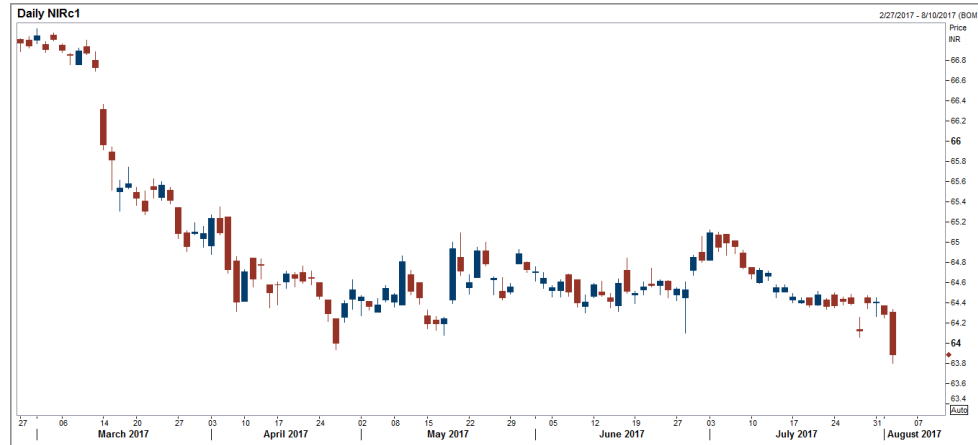 Daily NIRc1
2/27/2017 - 8/10/2017 (BOM
Price
INR
66.8
66.6
66.4
66.2
66
65.8
65.6
65.4
65.2
65
64.8
64.6
64.4
64.2
64
63.8
63.6
63.4
Auto
27 06 14 20 27 03 10 17 24 02 08 15 22 29 05 12 19 27 03 10 17 24 31 07
March 2017 April 2017 May 2017 June 2017 July 2017 August 2017